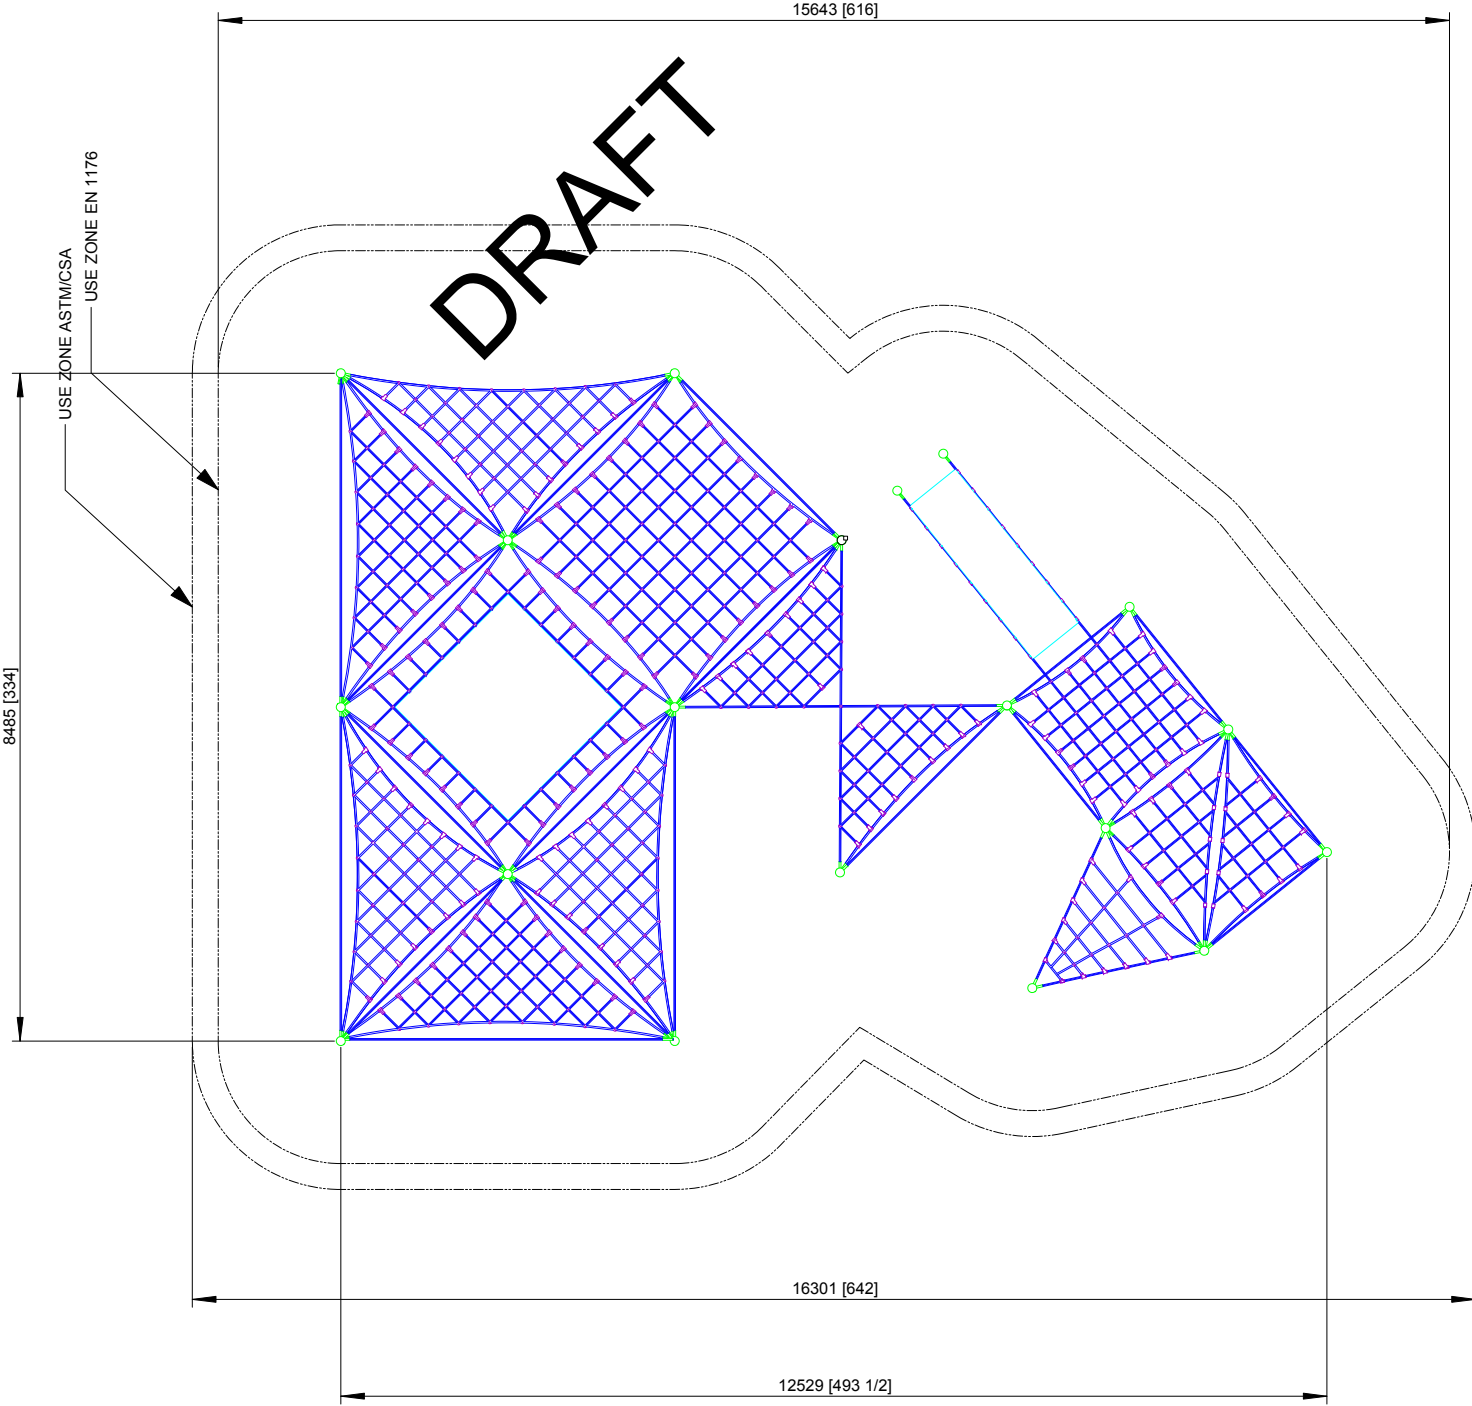 15643 [616]
DRAFT
USE ZONE EN 1176
USE ZONE ASTM/CSA
8485 [334]
16301 [642]
12529 [493 1/2]